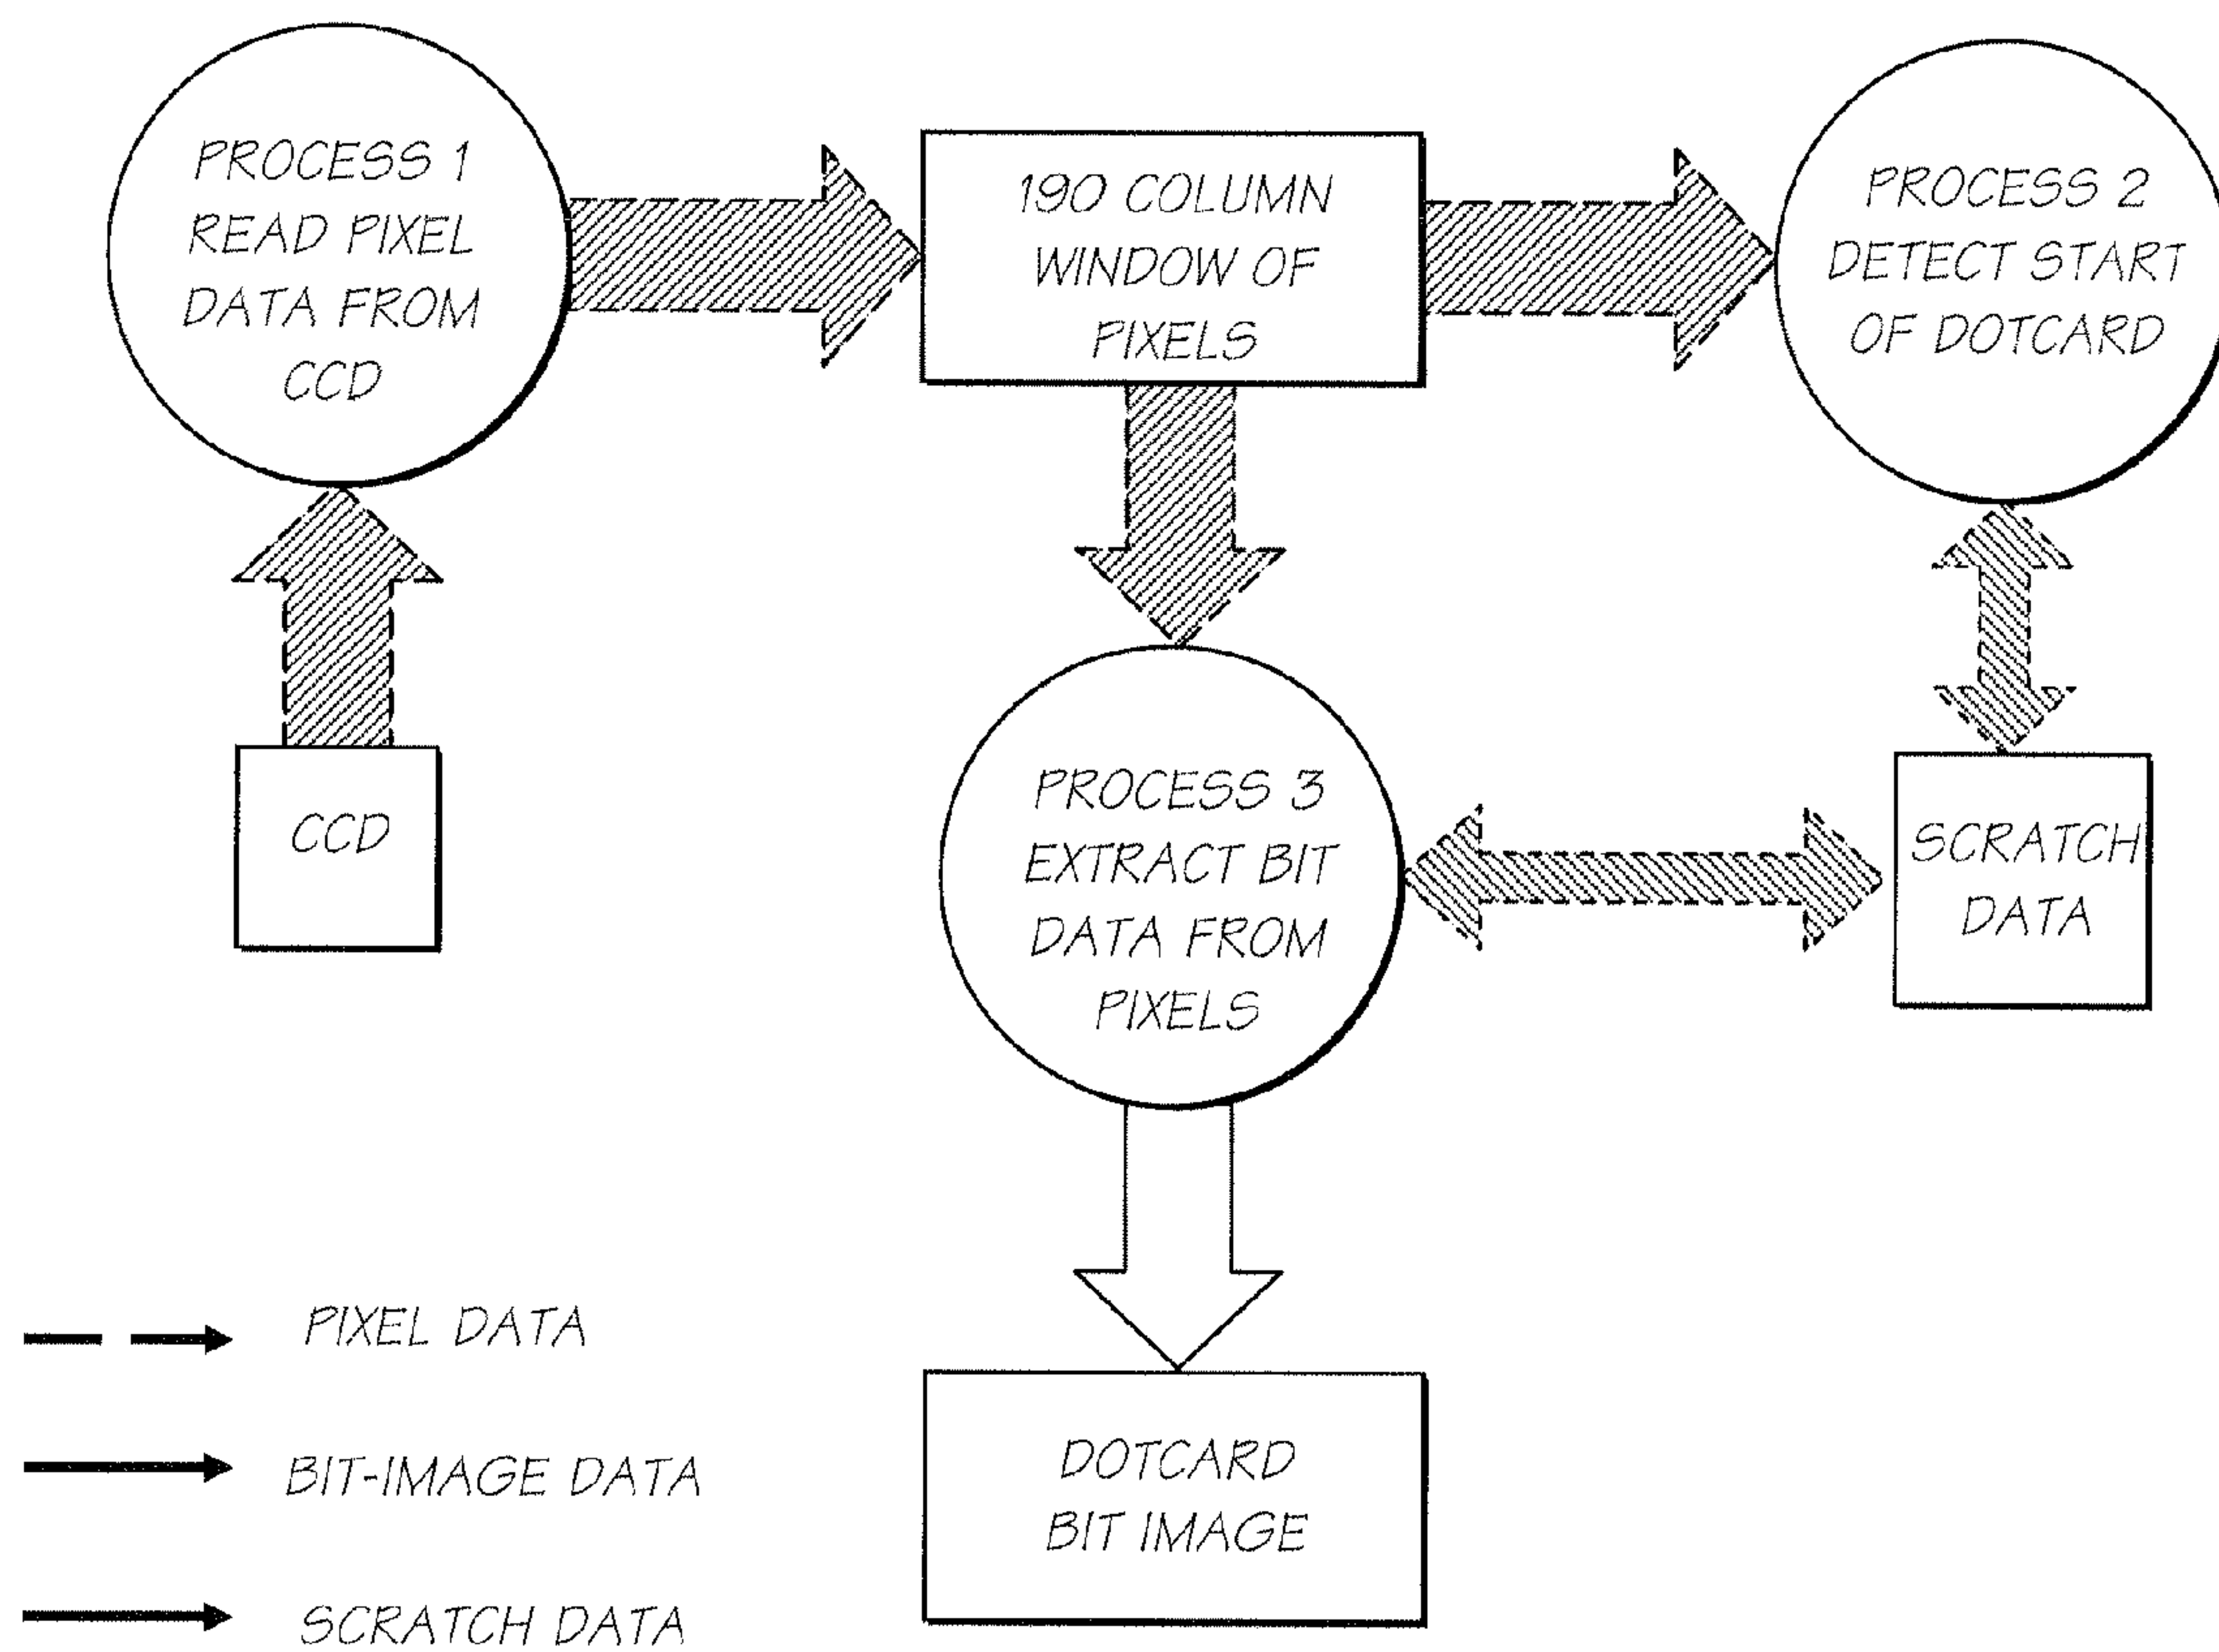 PROCESS 1
READ PIXEL
DATA FROM
CCD
190 COLUMN
WINDOW OF
PIXELS
PROCESS 2
DETECT START
OF DOTCARD
CCD
PROCESS 3
EXTRACT BIT
DATA FROM
PIXELS
SCRATCH
DATA
DOTCARD
BIT IMAGE
PIXEL DATA
BIT-IMAGE DATA
SCRATCH DATA